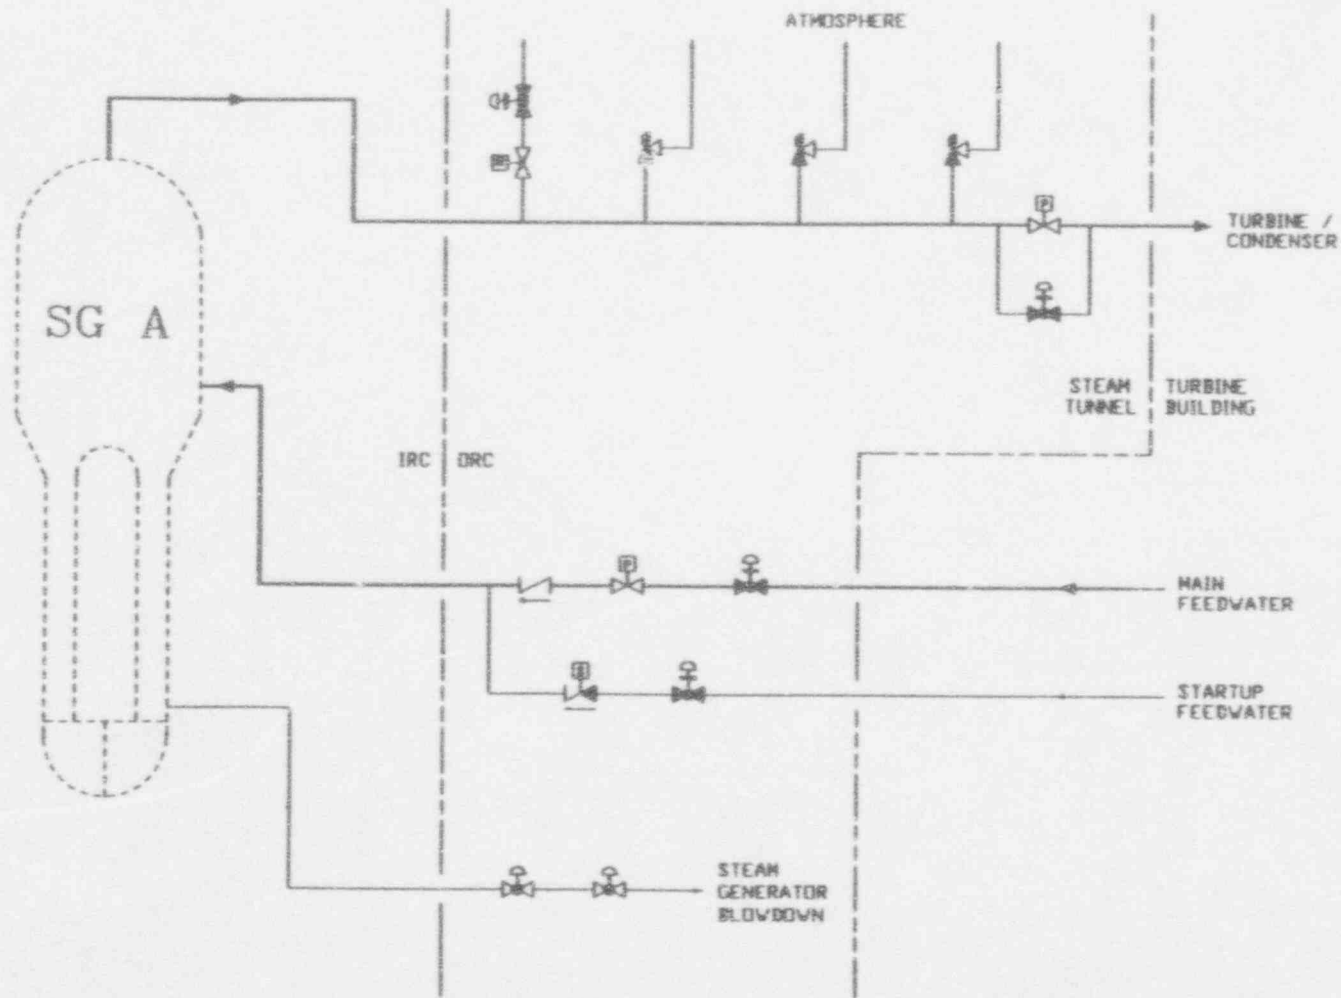 ATMOSPHERE
TURBINE /
CONDENSER
SG A
STEAM
TUNNEL
TURBINE
BUILDING
IRC
ORC
MAIN
FEEDWATER
STARTUP
FEEDWATER
STEAM
GENERATOR
BLOWDOWN
P
P